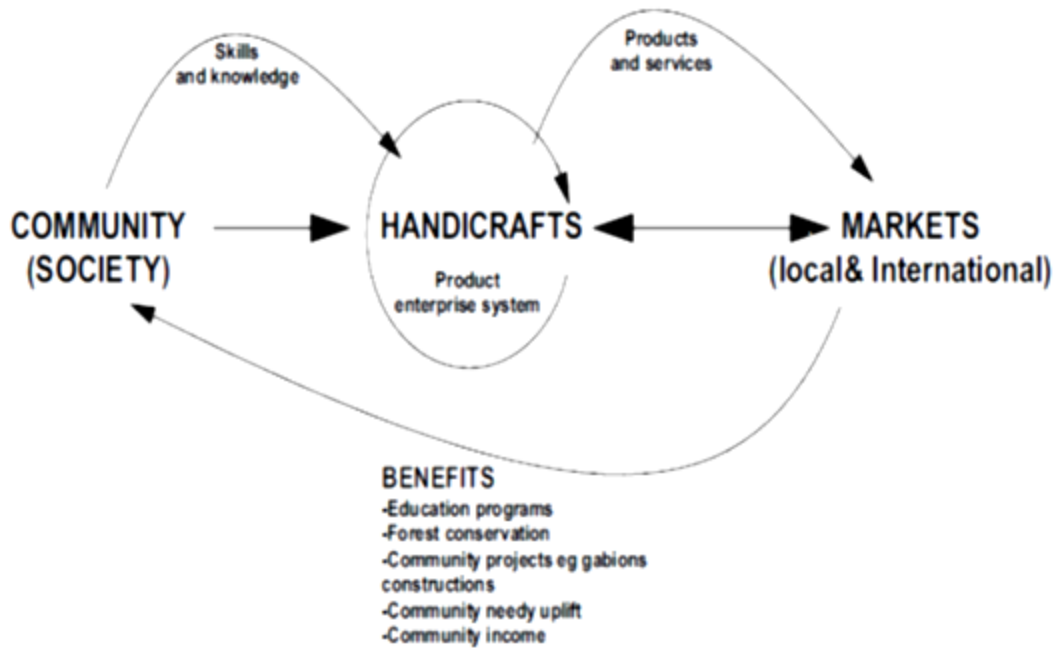 Skills
and knowledge
Products
and services
COMMUNITY
(SOCIETY)
HANDICRAFTS
MARKETS
(local& International)
Product
enterprise system
BENEFITS
-Education programs
-Forest conservation
-Community projects eg gabions
constructions
-Community needy uplift
-Community income